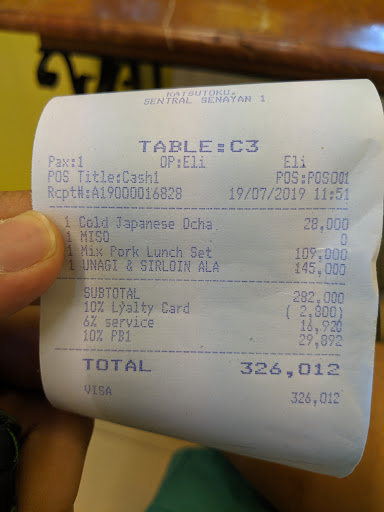 KATSUTOKU.
SENTRAL SENAYAN 1
TABLE:C3
Pax:1 OP:Eli Eli
POS Title:Cash1 POS:POS001
Rcpt#:A19000016828 19/07/2019 11:51
1 Cold Japanese Ocha 28,000
1 MISO 0
1 Mix Pork Lunch Set 109,000
1 UNAGI & SIRLOIN ALA 145,000
SUBTOTAL 282,000
10% Lyalty Card ( 2,800)
6% service 16,920
10% PB1 29,892
TOTAL 326,012
VISA 326,012